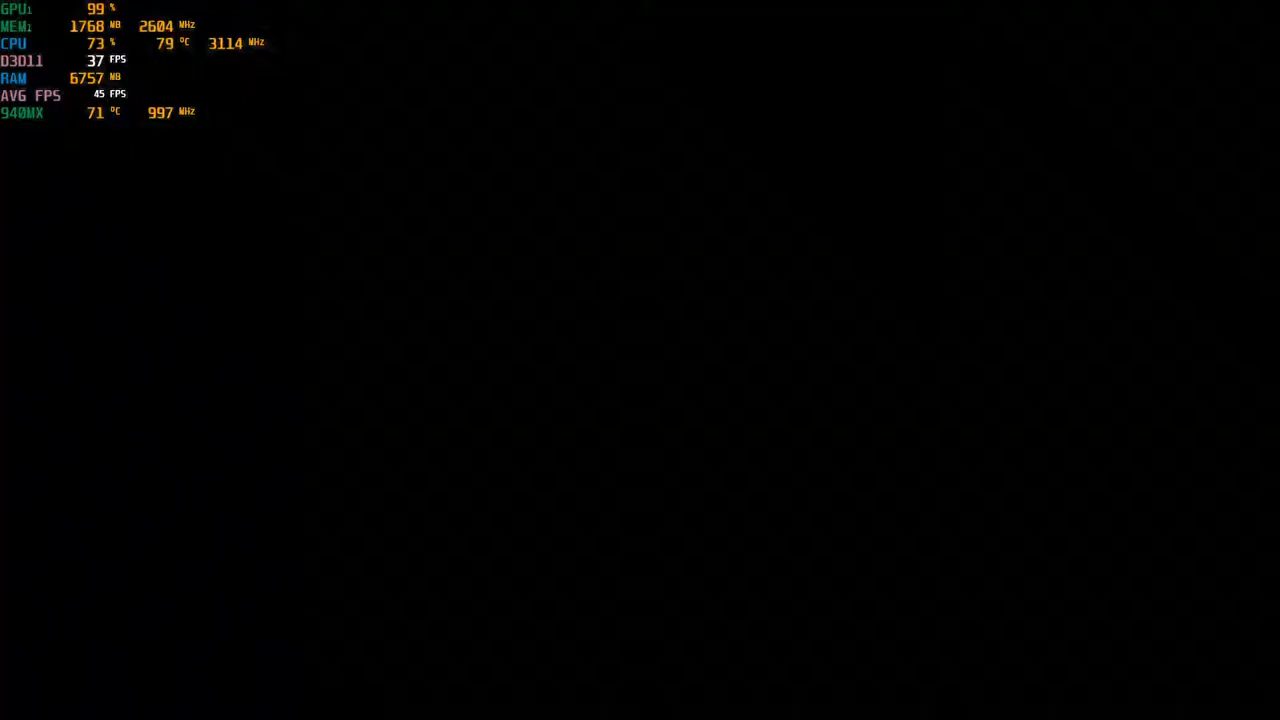 GPU1 99 %
MEM1 1768 MB 2604 MHz
CPU 73 % 79 °C 3114 MHz
D3D11 37 FPS
RAM 6757 MB
AVG FPS 45 FPS
940MX 71 °C 997 MHz